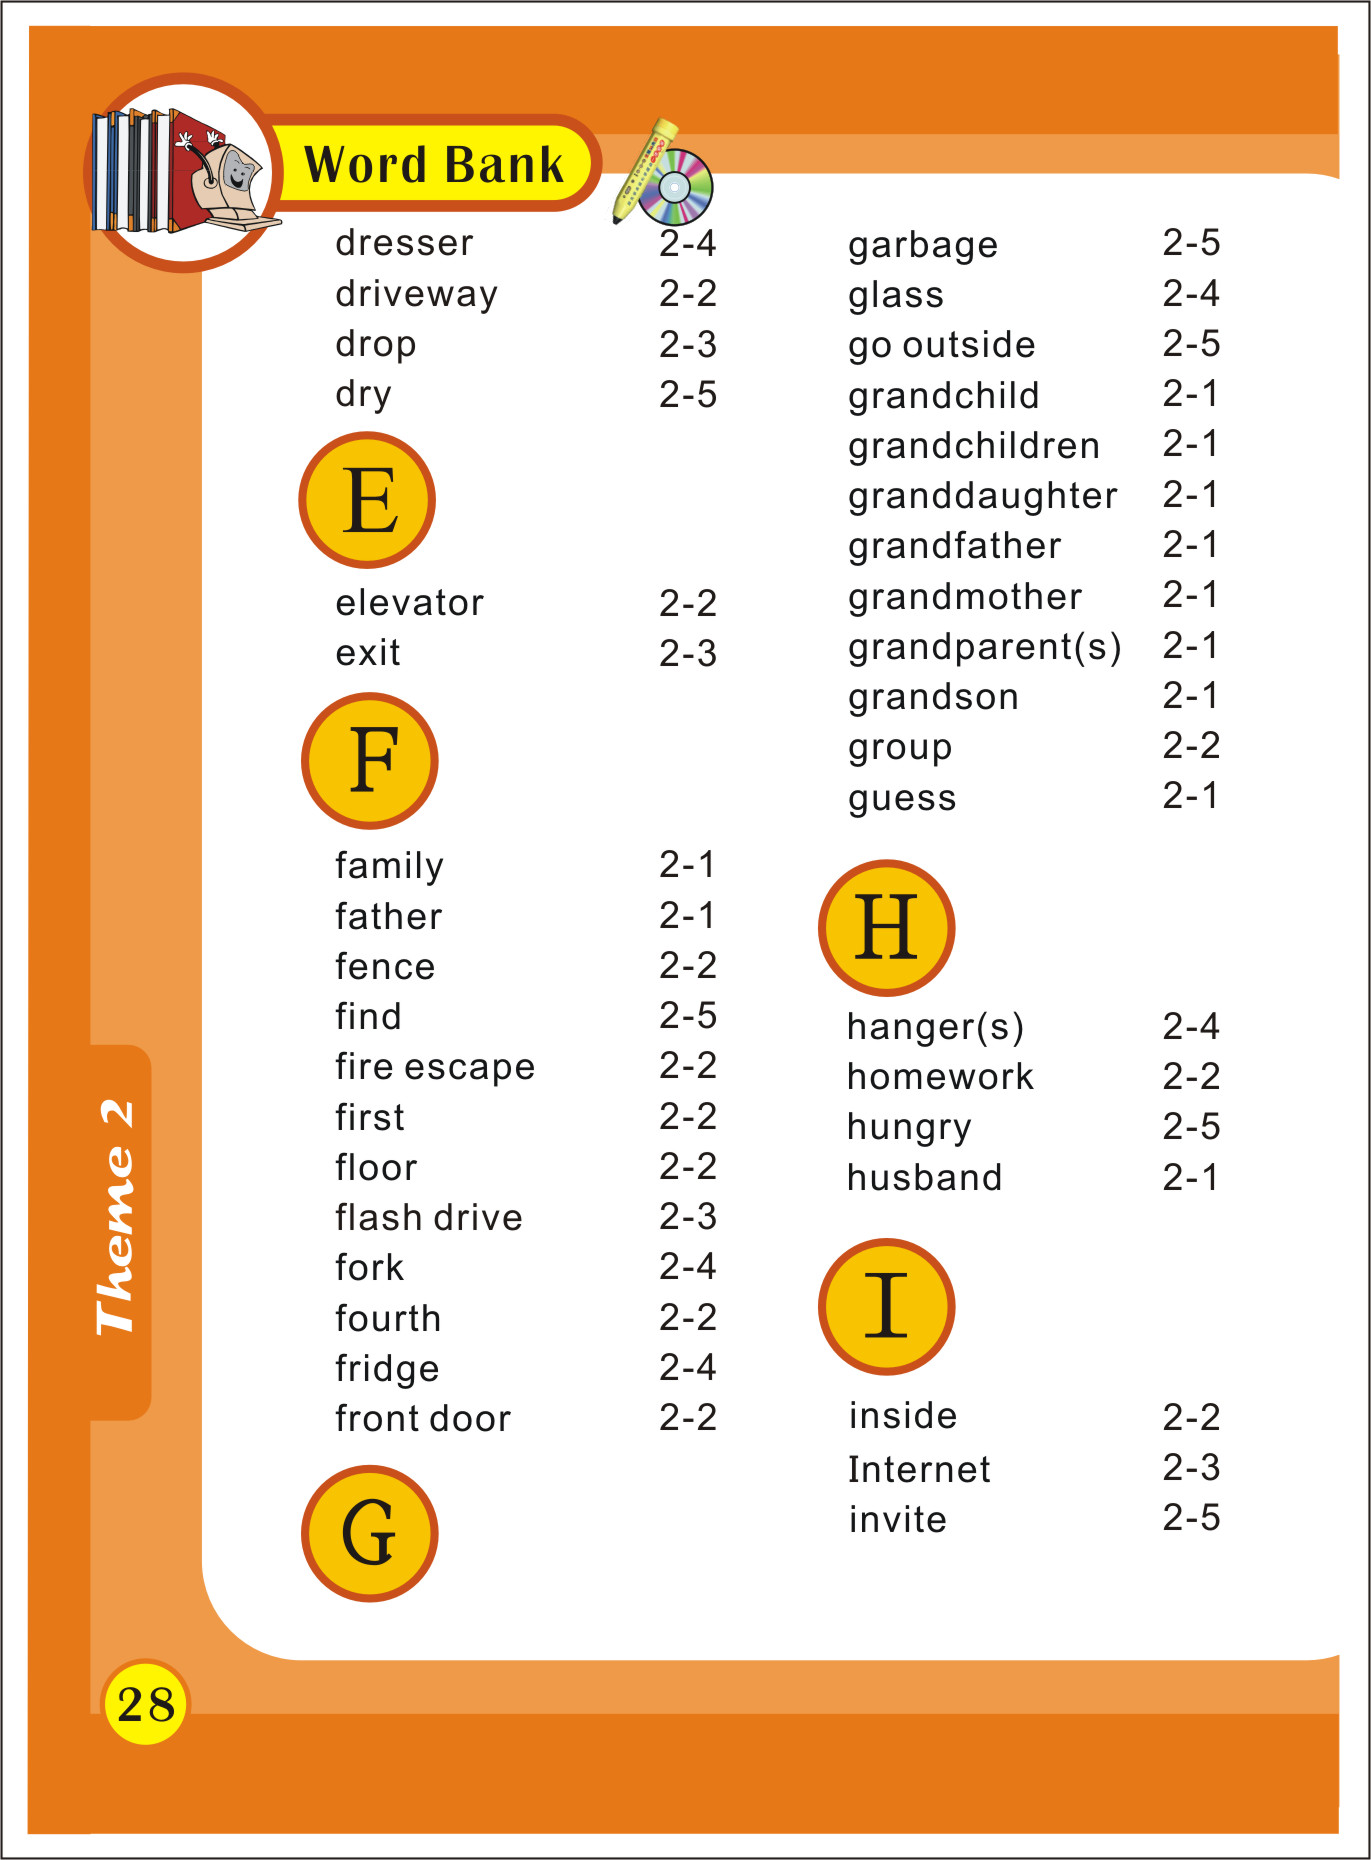 Word Bank
dresser 2-4
driveway 2-2
drop 2-3
dry 2-5
E
elevator 2-2
exit 2-3
F
family 2-1
father 2-1
fence 2-2
find 2-5
fire escape 2-2
first 2-2
floor 2-2
flash drive 2-3
fork 2-4
fourth 2-2
fridge 2-4
front door 2-2
G
garbage 2-5
glass 2-4
go outside 2-5
grandchild 2-1
grandchildren 2-1
granddaughter 2-1
grandfather 2-1
grandmother 2-1
grandparent(s) 2-1
grandson 2-1
group 2-2
guess 2-1
H
hanger(s) 2-4
homework 2-2
hungry 2-5
husband 2-1
I
inside 2-2
Internet 2-3
invite 2-5
Theme 2
28